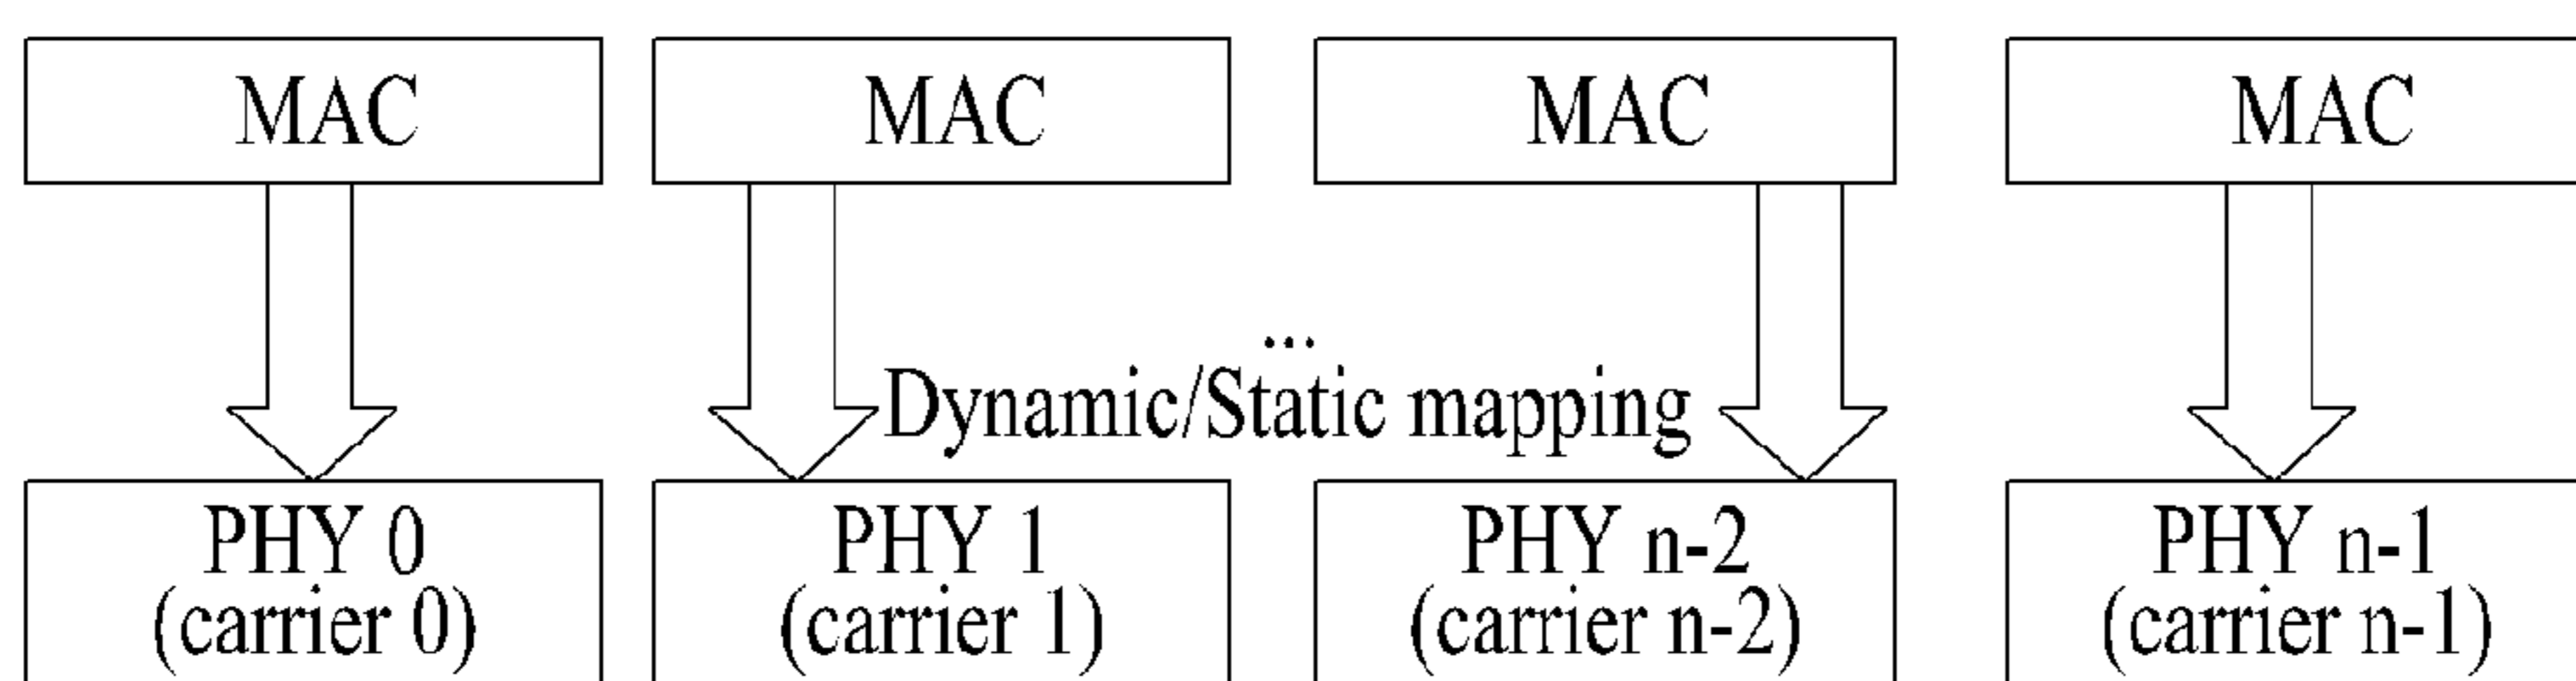 MAC
MAC
MAC
MAC
...
Dynamic/Static mapping
PHY 0
(carrier 0)
PHY 1
(carrier 1)
PHY n-2
(carrier n-2)
PHY n-1
(carrier n-1)